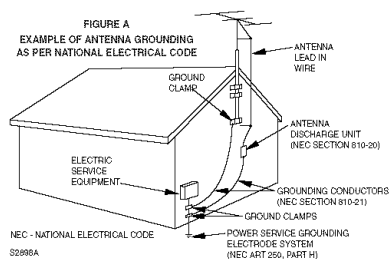 FIGURE A
EXAMPLE OF ANTENNA GROUNDING
AS PER NATIONAL ELECTRICAL CODE
ANTENNA
LEAD IN
WIRE
GROUND
CLAMP
ANTENNA
DISCHARGE UNIT
(NEC SECTION 810-20)
ELECTRIC
SERVICE
EQUIPMENT
GROUNDING CONDUCTORS
(NEC SECTION 810-21)
GROUND CLAMPS
POWER SERVICE GROUNDING
ELECTRODE SYSTEM
(NEC ART 250, PART H)
NEC - NATIONAL ELECTRICAL CODE
S2898A